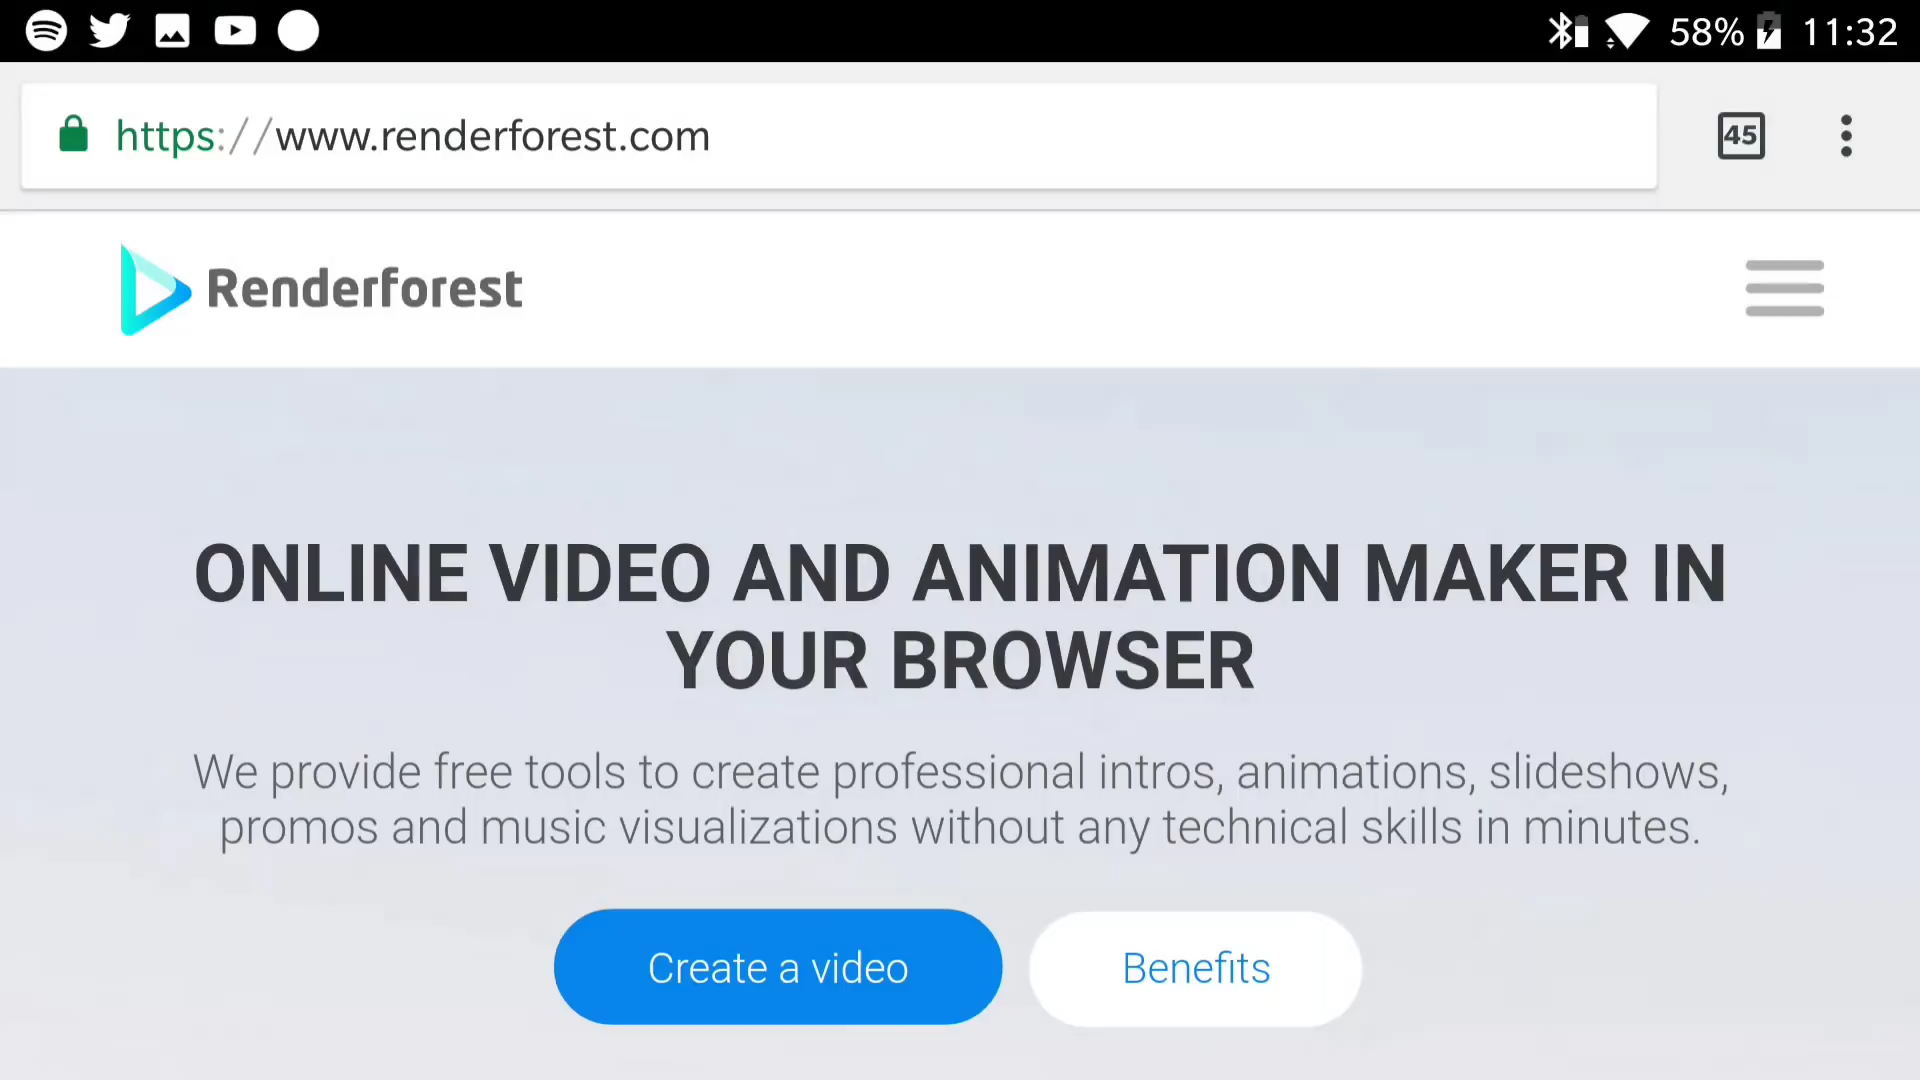 58% 11:32
https://www.renderforest.com
45
Renderforest
ONLINE VIDEO AND ANIMATION MAKER IN
YOUR BROWSER
We provide free tools to create professional intros, animations, slideshows,
promos and music visualizations without any technical skills in minutes.
Create a video
Benefits